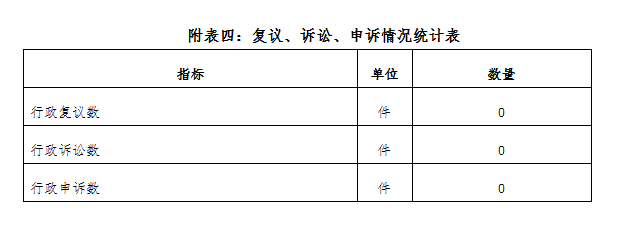 附表四：复议、诉讼、申诉情况统计表
指标 单位 数量
行政复议数 件 0
行政诉讼数 件 0
行政申诉数 件 0